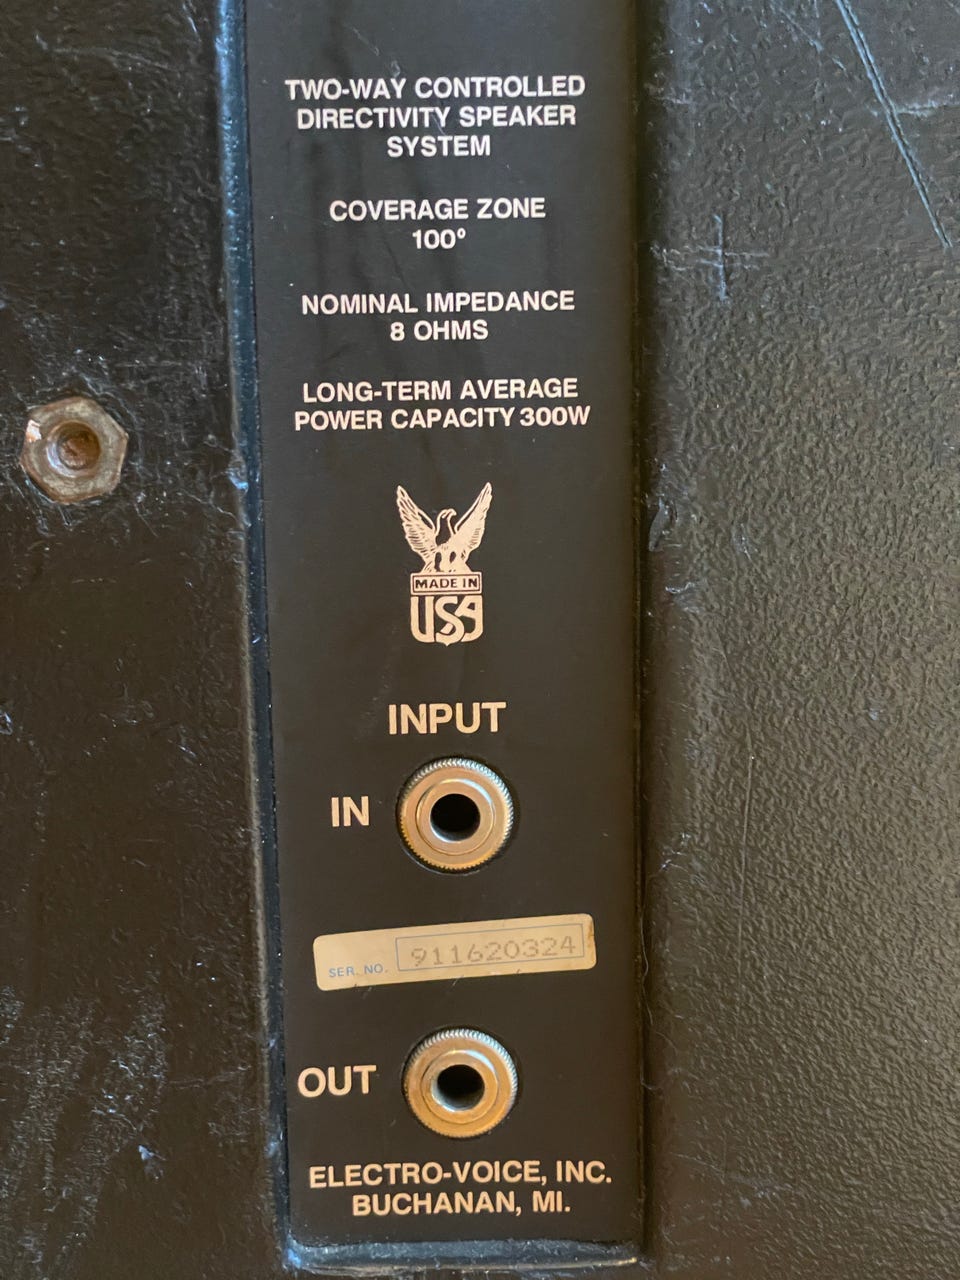 TWO-WAY CONTROLLED
DIRECTIVITY SPEAKER
SYSTEM
COVERAGE ZONE
100°
NOMINAL IMPEDANCE
8 OHMS
LONG-TERM AVERAGE
POWER CAPACITY 300W
MADE IN
USA
INPUT
IN
SER. NO. 911620324
OUT
ELECTRO-VOICE, INC.
BUCHANAN, MI.